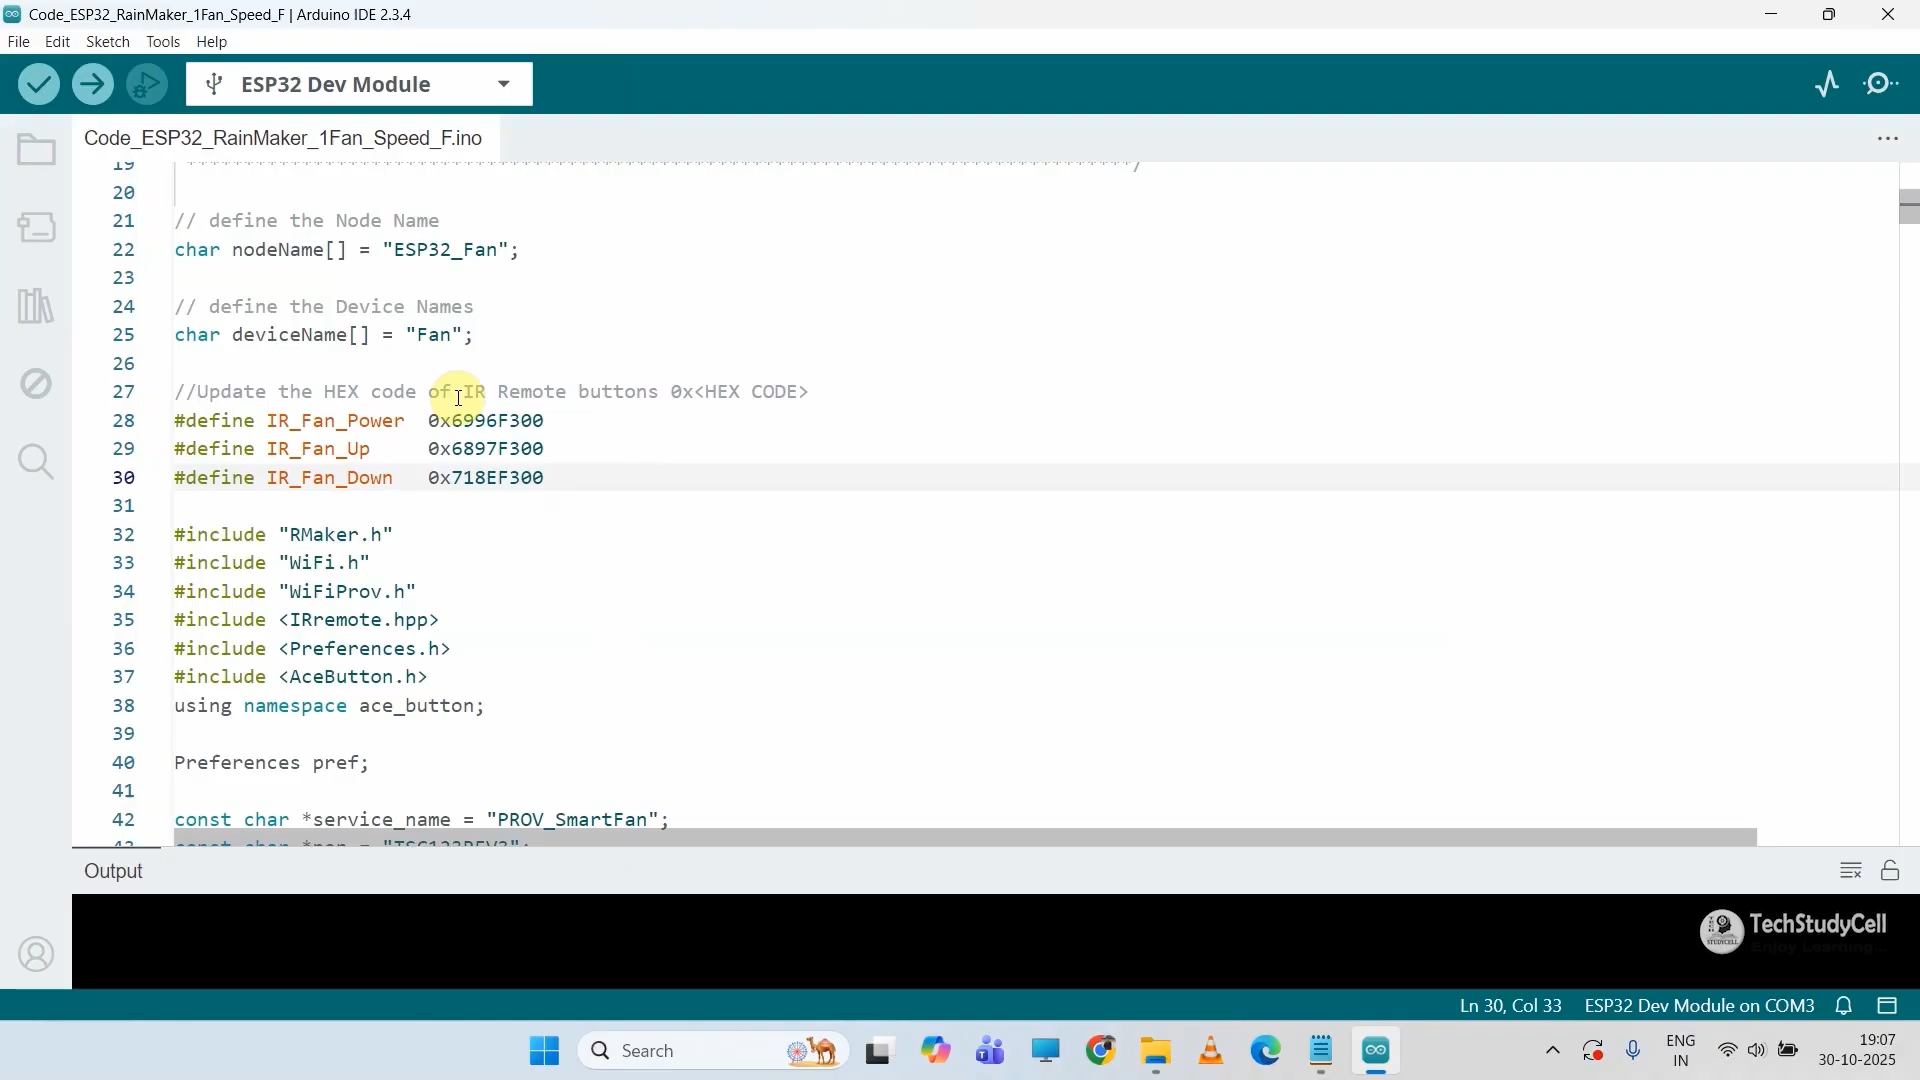 Code_ESP32_RainMaker_1Fan_Speed_F | Arduino IDE 2.3.4
File Edit Sketch Tools Help
ESP32 Dev Module
Code_ESP32_RainMaker_1Fan_Speed_F.ino
19 ***********************************************************************************/
20
21 // define the Node Name
22 char nodeName[] = "ESP32_Fan";
23
24 // define the Device Names
25 char deviceName[] = "Fan";
26
27 //Update the HEX code of IR Remote buttons 0x<HEX CODE>
28 #define IR_Fan_Power 0x6996F300
29 #define IR_Fan_Up 0x6897F300
30 #define IR_Fan_Down 0x718EF300
31
32 #include "RMaker.h"
33 #include "WiFi.h"
34 #include "WiFiProv.h"
35 #include <IRremote.hpp>
36 #include <Preferences.h>
37 #include <AceButton.h>
38 using namespace ace_button;
39
40 Preferences pref;
41
42 const char *service_name = "PROV_SmartFan";
Output
TechStudyCell
Enjoy Learning
Ln 30, Col 33 ESP32 Dev Module on COM3
Search
ENG
IN
19:07
30-10-2025